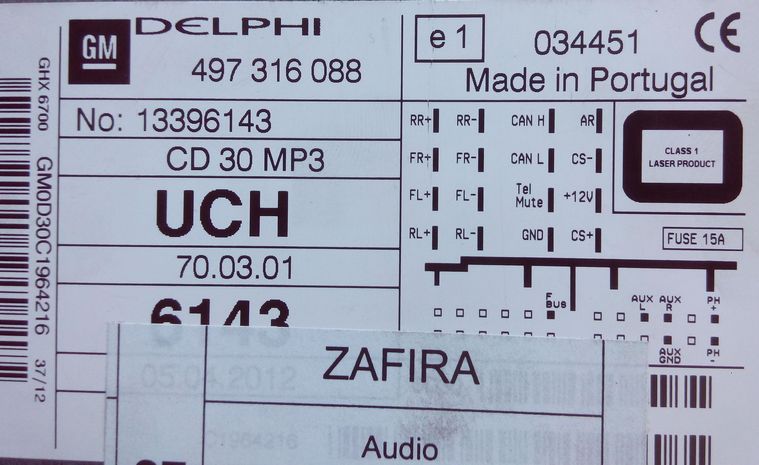 GM DELPHI
497 316 088
No: 13396143
CD 30 MP3
UCH
70.03.01
6143
05.04.2012
GHX 6700 GM0D30C1964216 37/12
e1 034451 CE
Made in Portugal
RR+ RR- CAN H AR
FR+ FR- CAN L CS-
FL+ FL- Tel Mute +12V
RL+ RL- GND CS+
CLASS 1
LASER PRODUCT
FUSE 15A
F BUS AUX L AUX R PH +
AUX GND PH -
ZAFIRA
Audio
C1964216